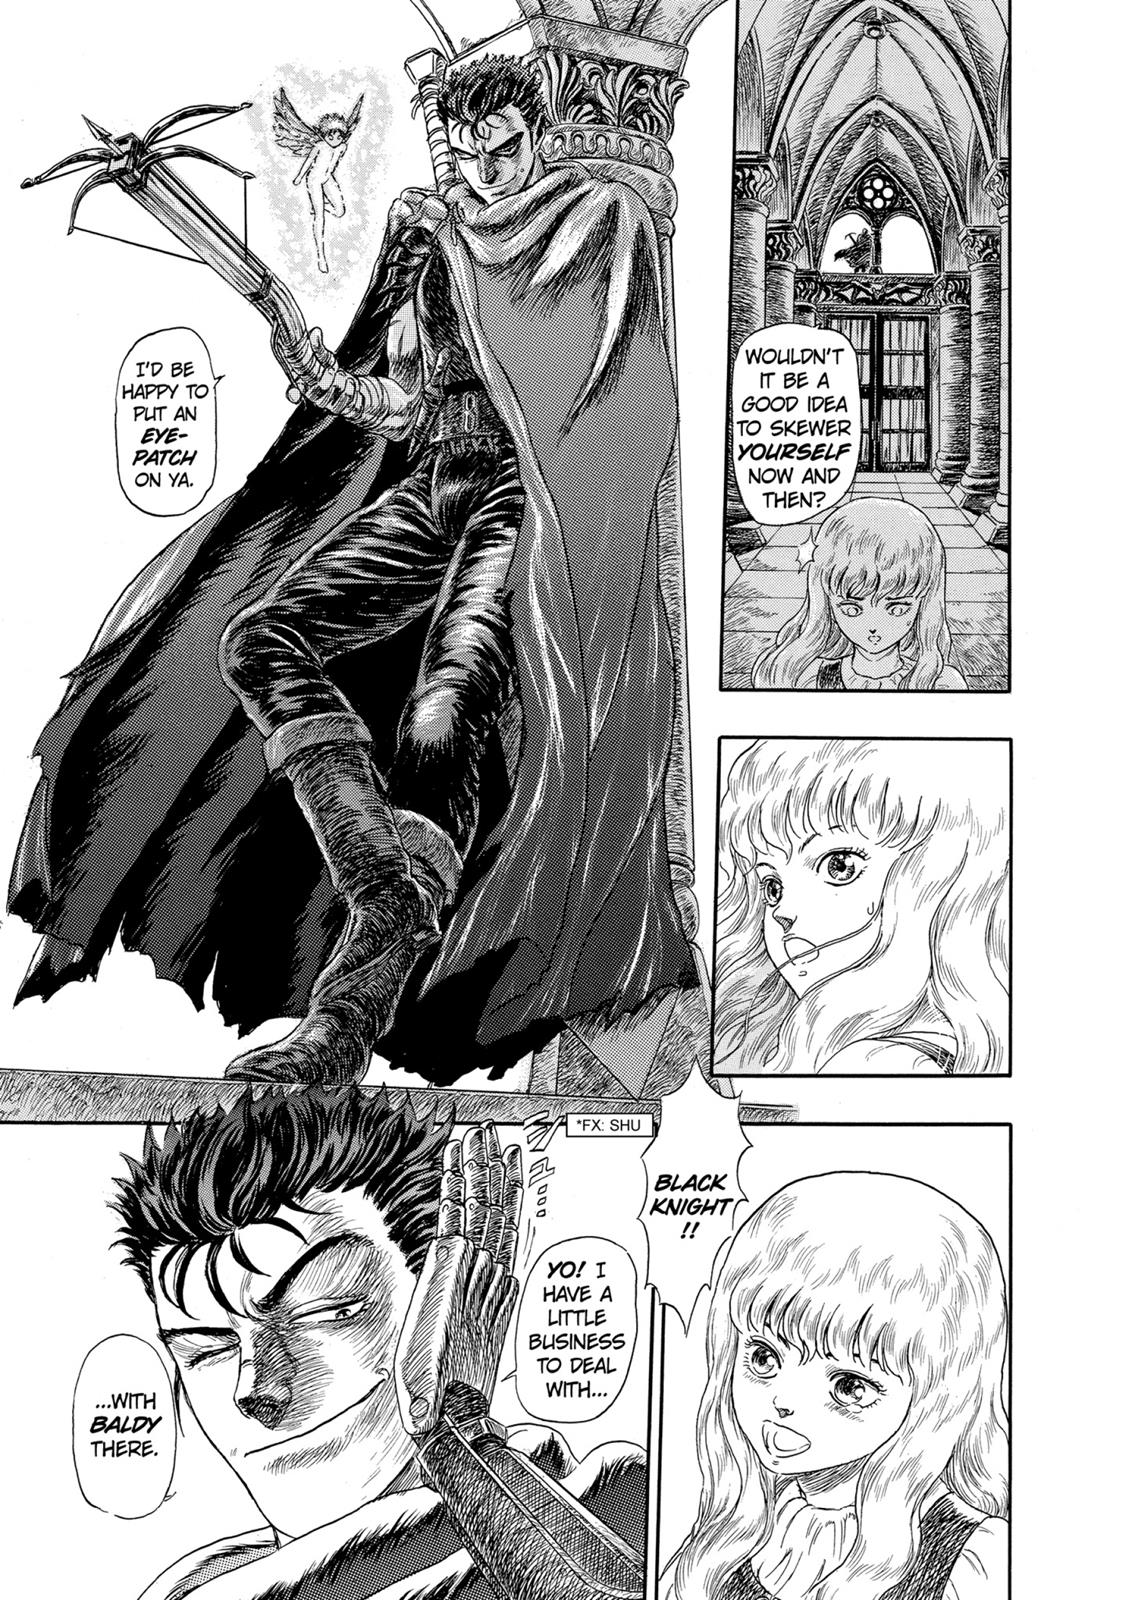 WOULDN'T
IT BE A
GOOD IDEA
TO SKEWER
YOURSELF
NOW AND
THEN?
I'D BE
HAPPY TO
PUT AN
EYE-
PATCH
ON YA.
BLACK
KNIGHT
!!
*FX: SHU
YO! I
HAVE A
LITTLE
BUSINESS
TO DEAL
WITH...
...WITH
BALDY
THERE.